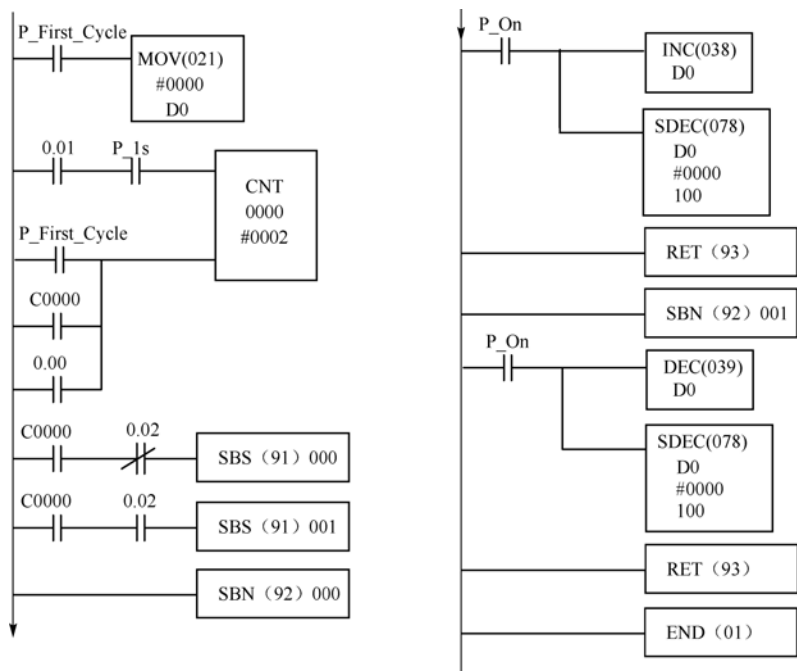 P_First_Cycle
MOV(021)
#0000
D0
0.01
P_1s
CNT
0000
#0002
P_First_Cycle
C0000
0.00
C0000
0.02
SBS（91）000
C0000
0.02
SBS（91）001
SBN（92）000
P_On
INC(038)
D0
SDEC(078)
D0
#0000
100
RET（93）
SBN（92）001
P_On
DEC(039)
D0
SDEC(078)
D0
#0000
100
RET（93）
END（01）